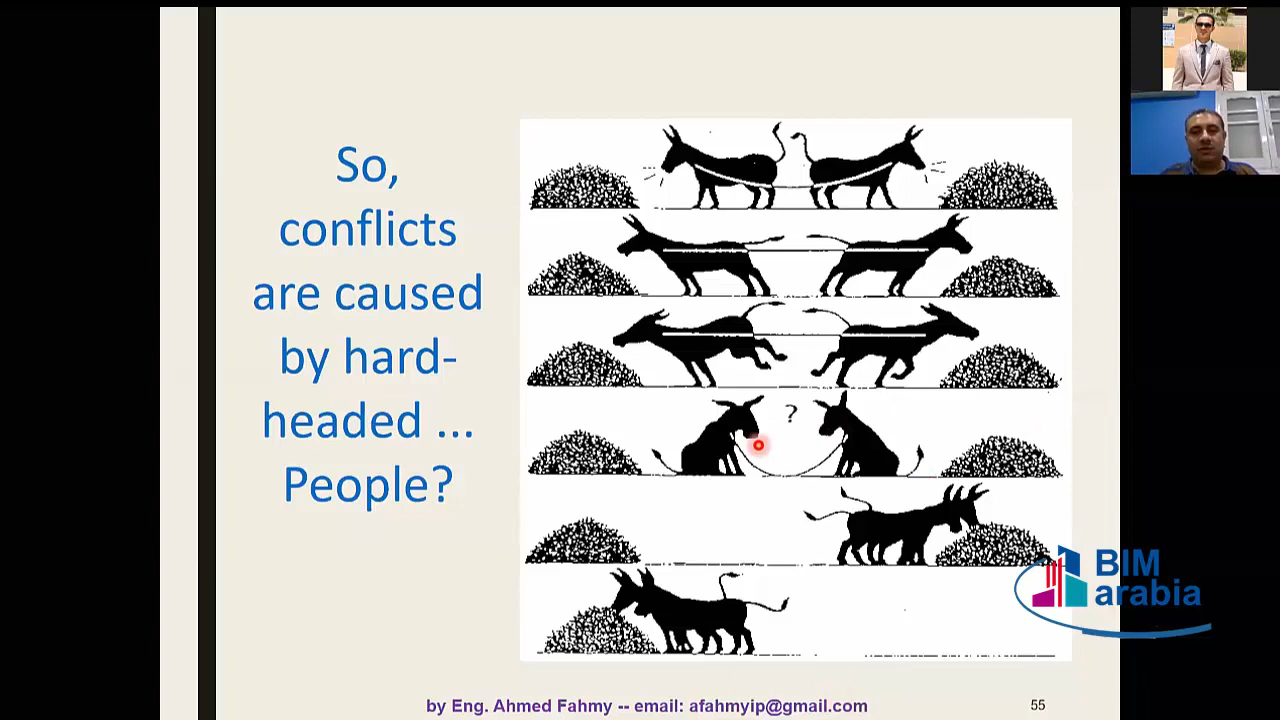 So,
conflicts
are caused
by hard-
headed ...
People?
?
BIM
arabia
by Eng. Ahmed Fahmy -- email: afahmyip@gmail.com
55